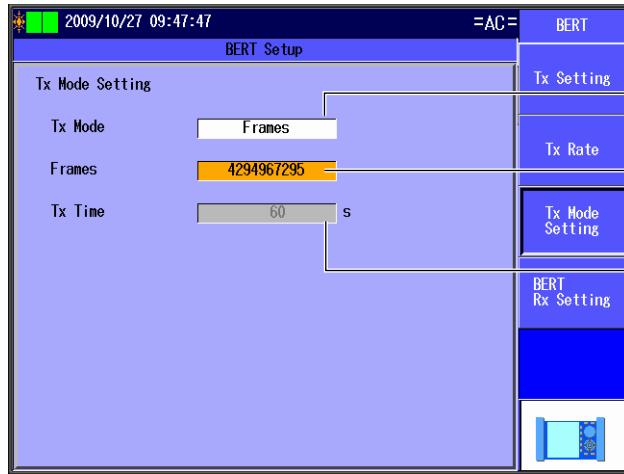 2009/10/27 09:47:47
=AC=
BERT
BERT Setup
Tx Mode Setting
Tx Mode
Frames
Frames
4294967295
Tx Time
60
s
Tx Setting
Tx Rate
Tx Mode
Setting
BERT
Rx Setting